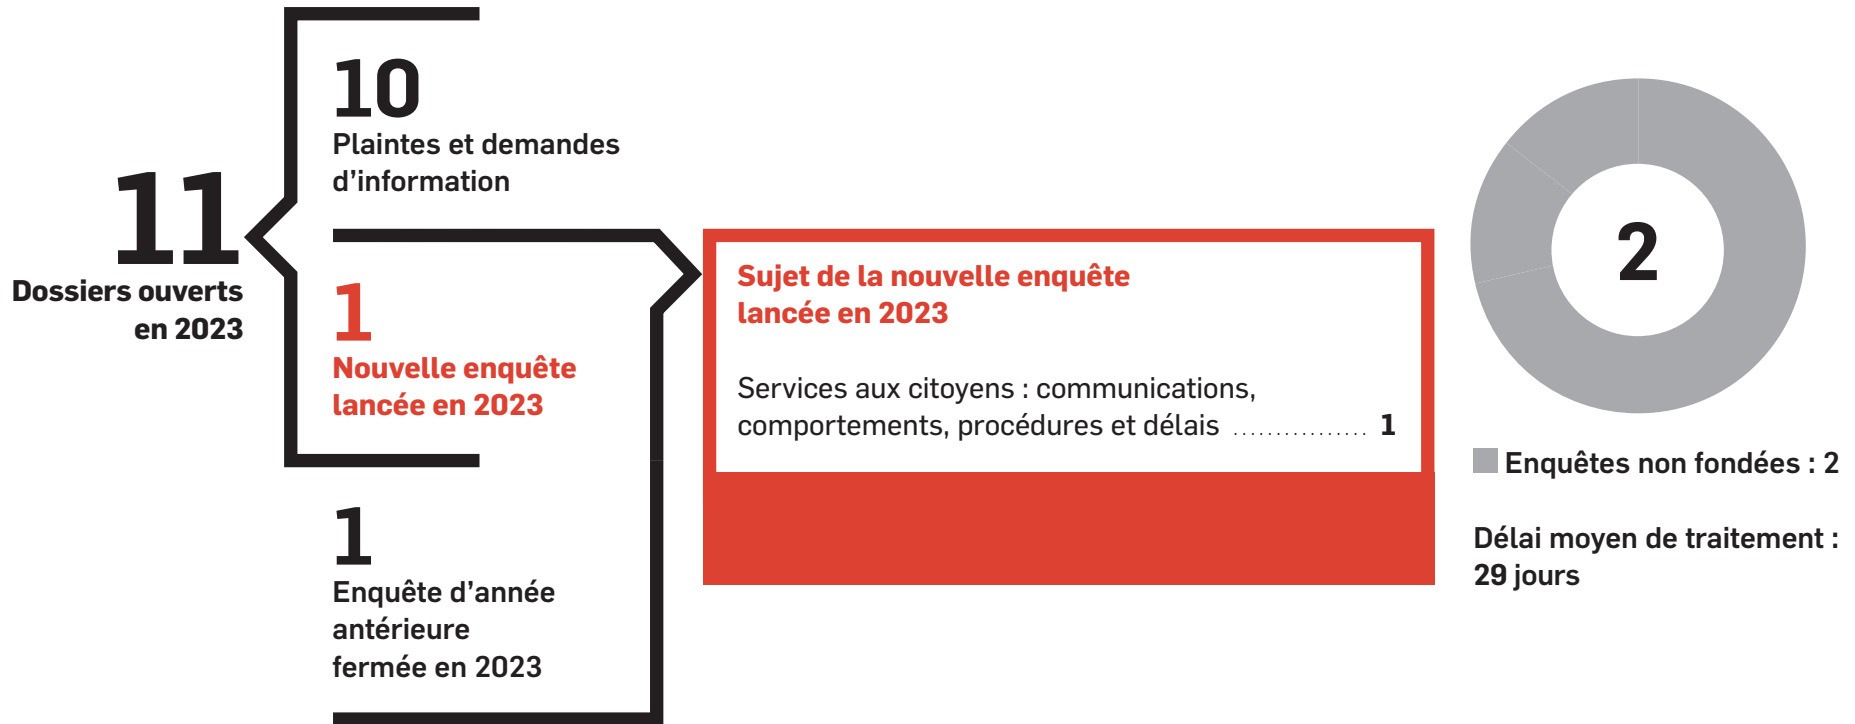 11
Dossiers ouverts
en 2023
10
Plaintes et demandes
d’information
1
Nouvelle enquête
lancée en 2023
1
Enquête d’année
antérieure
fermée en 2023
Sujet de la nouvelle enquête
lancée en 2023
Services aux citoyens : communications,
comportements, procédures et délais ................ 1
2
Enquêtes non fondées : 2
Délai moyen de traitement :
29 jours